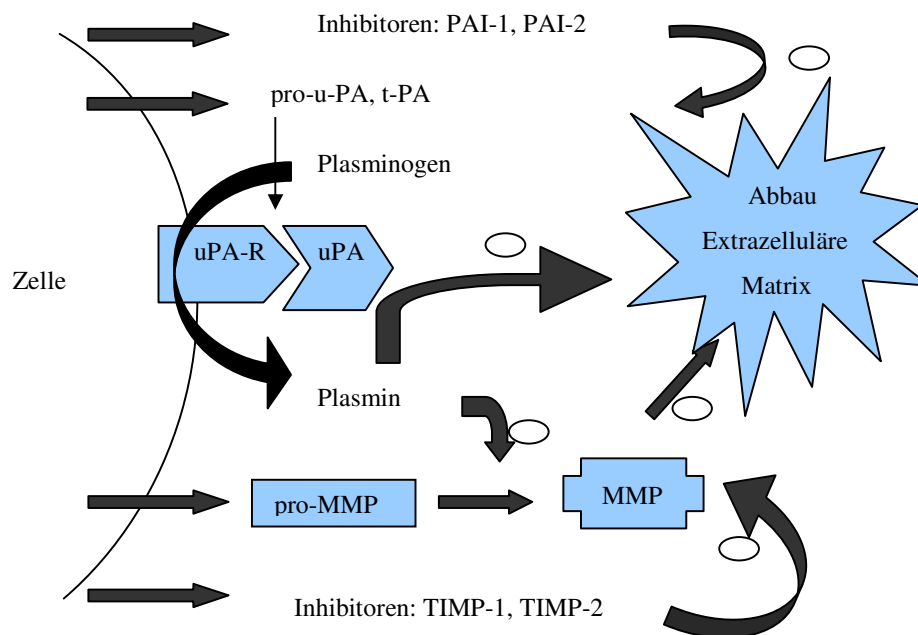 Inhibitoren: PAI-1, PAI-2
pro-u-PA, t-PA
Plasminogen
Abbau
Extrazelluläre
Matrix
uPA-R
uPA
Zelle
Plasmin
pro-MMP
MMP
Inhibitoren: TIMP-1, TIMP-2